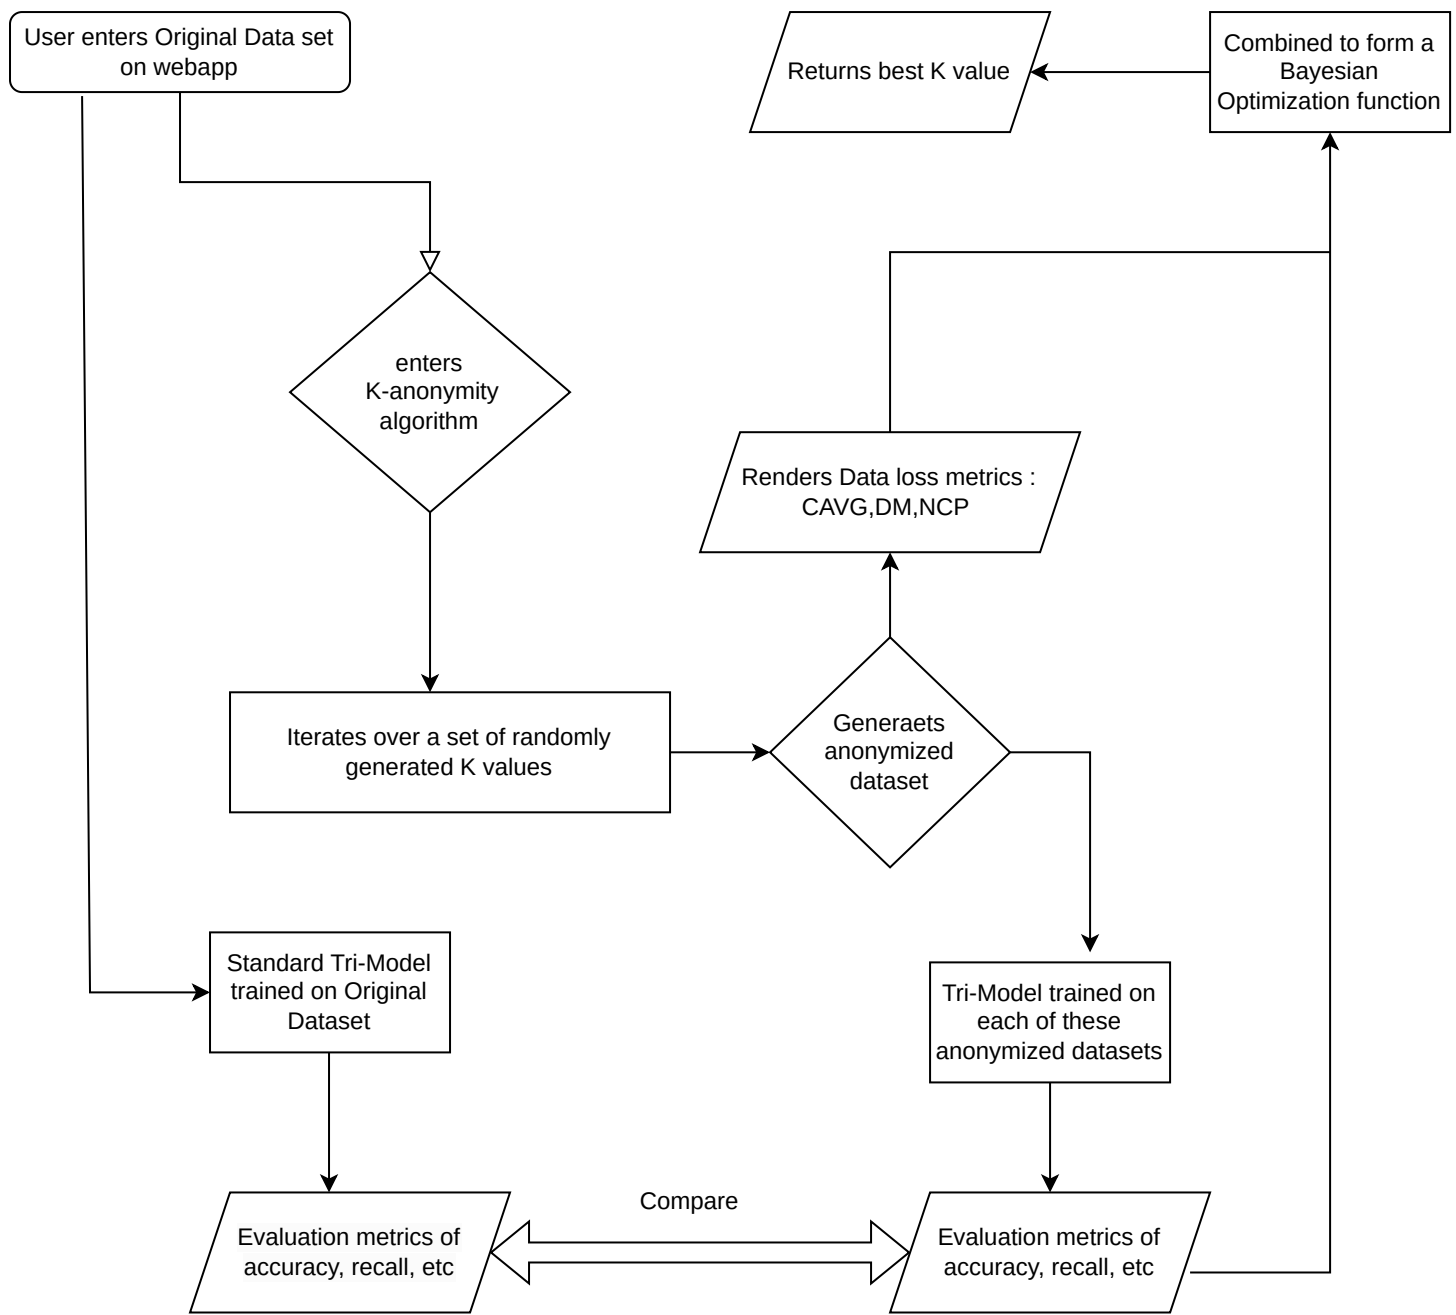 User enters Original Data set
on webapp
Returns best K value
Combined to form a
Bayesian
Optimization function
enters
K-anonymity
algorithm
Renders Data loss metrics :
CAVG,DM,NCP
Iterates over a set of randomly
generated K values
Generaets
anonymized
dataset
Standard Tri-Model
trained on Original
Dataset
Tri-Model trained on
each of these
anonymized datasets
Evaluation metrics of
accuracy, recall, etc
Compare
Evaluation metrics of
accuracy, recall, etc